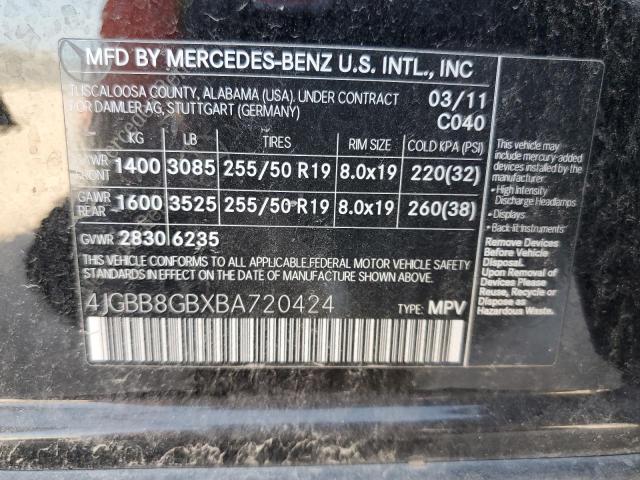 MFD BY MERCEDES-BENZ U.S. INTL., INC
TUSCALOOSA COUNTY, ALABAMA (USA). UNDER CONTRACT
FOR DAIMLER AG, STUTTGART (GERMANY)
03/11
C040
KG LB TIRES RIM SIZE COLD KPA (PSI)
GAWR FRONT 1400 3085 255/50 R19 8.0x19 220(32)
GAWR REAR 1600 3525 255/50 R19 8.0x19 260(38)
GVWR 2830 6235
THIS VEHICLE CONFORMS TO ALL APPLICABLE FEDERAL MOTOR VEHICLE SAFETY,
BUMPER, AND THEFT PREVENTION STANDARDS IN
EFFECT ON THE DATE OF MANUFACTURE SHOWN ABOVE.
4JGBB8GBXBA720424
TYPE: MPV
This vehicle may
include mercury-added
devices installed by the
manufacturer:
• High Intensity
Discharge Headlamps
• Displays
• Back lit Instruments
Remove Devices
Before Vehicle
Disposal.
Reuse, Recycle or
Dispose as
Hazardous Waste.